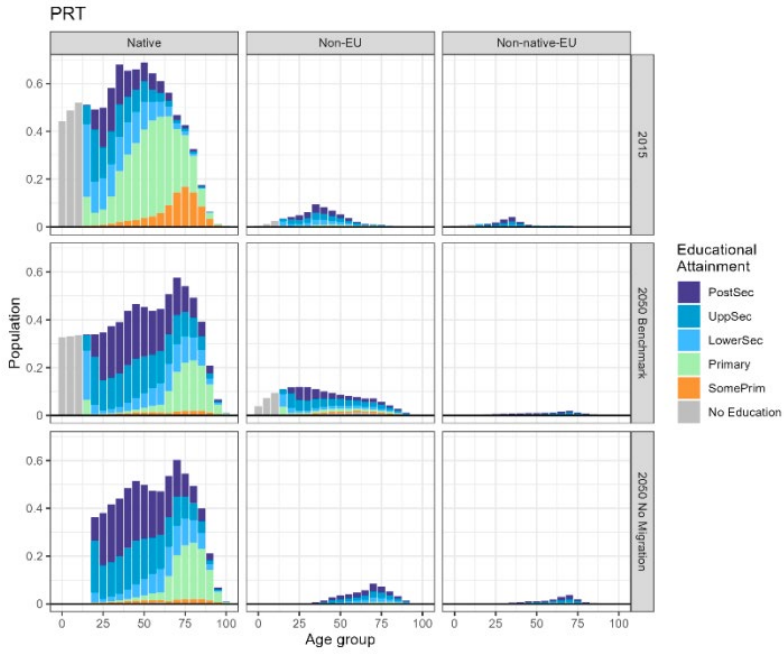 PRT
Native
Non-EU
Non-native-EU
0.6
0.4
0.2
0
2015
0.6
0.4
0.2
0
2050 Benchmark
0.6
0.4
0.2
0
2050 No Migration
Population
0 25 50 75 100
0 25 50 75 100
0 25 50 75 100
Age group
Educational
Attainment
PostSec
UppSec
LowerSec
Primary
SomePrim
No Education